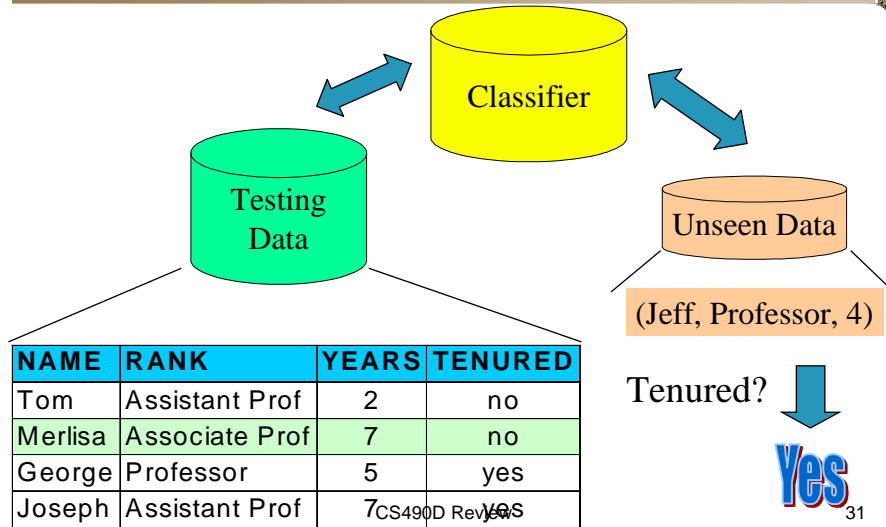 Classifier
Testing
Data
Unseen Data
(Jeff, Professor, 4)
NAME RANK YEARS TENURED
Tom Assistant Prof 2 no
Merlisa Associate Prof 7 no
George Professor 5 yes
Joseph Assistant Prof 7 yes
Tenured?
Yes
CS490D Review
31